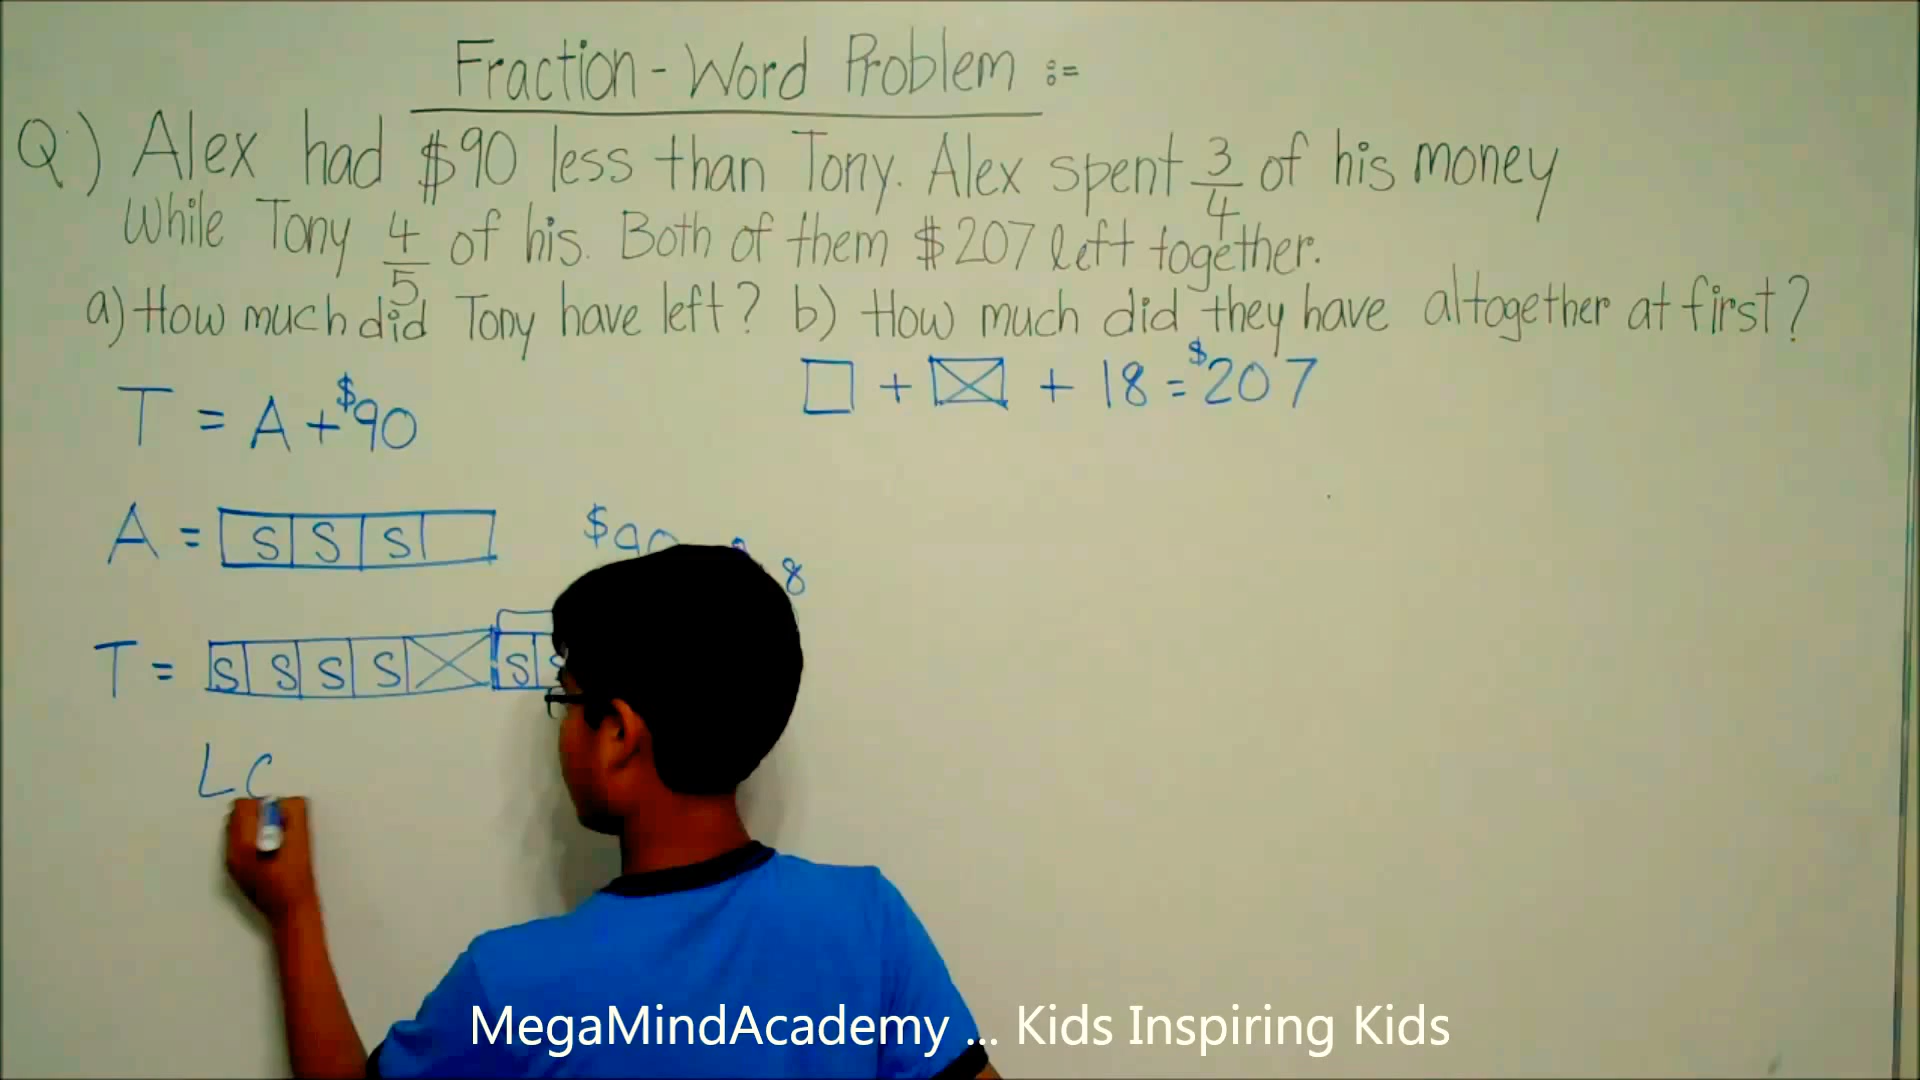 Fraction - Word Problem :=
Q) Alex had $90 less than Tony. Alex spent 3/4 of his money
While Tony 4/5 of his. Both of them $207 left together.
a) How much did Tony have left? b) How much did they have altogether at first?
□ + ☒ + 18 = $207
T = A + $90
A = S S S
$90
8
T = S S S S S
LC
MegaMindAcademy ... Kids Inspiring Kids